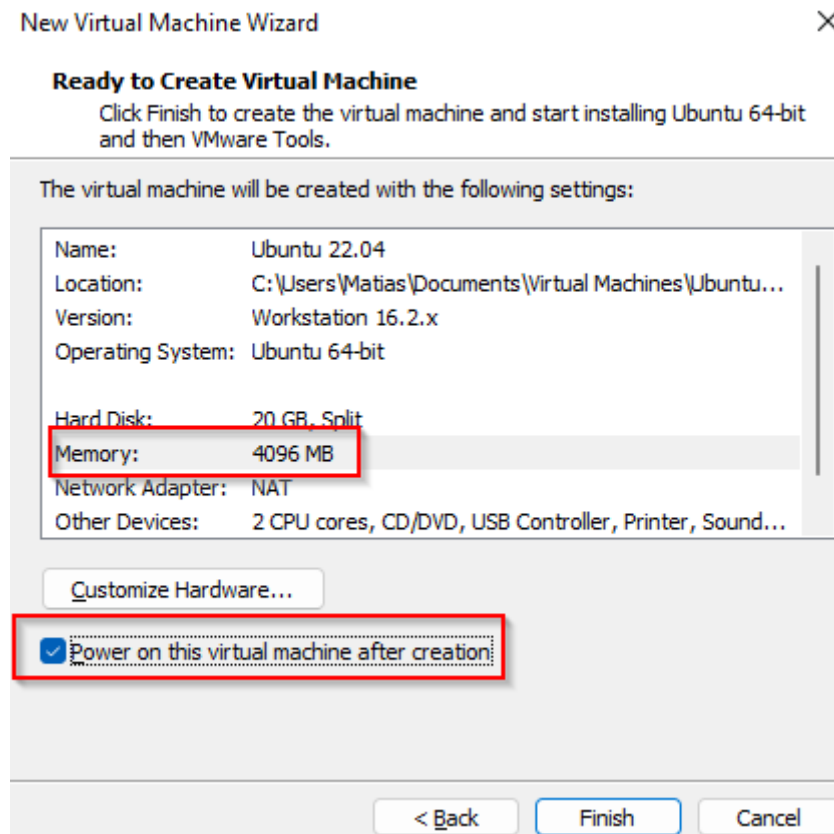 New Virtual Machine Wizard
Ready to Create Virtual Machine
Click Finish to create the virtual machine and start installing Ubuntu 64-bit
and then VMware Tools.
The virtual machine will be created with the following settings:
Name: Ubuntu 22.04
Location: C:\Users\Matias\Documents\Virtual Machines\Ubuntu...
Version: Workstation 16.2.x
Operating System: Ubuntu 64-bit
Hard Disk: 20 GB, Split
Memory: 4096 MB
Network Adapter: NAT
Other Devices: 2 CPU cores, CD/DVD, USB Controller, Printer, Sound...
Customize Hardware...
Power on this virtual machine after creation
< Back Finish Cancel